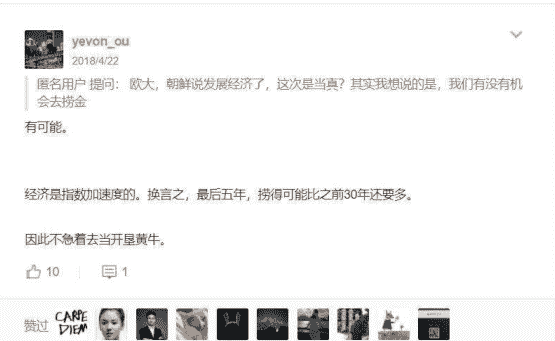 yevon_ou
2018/4/22
匿名用户 提问： 欧大，朝鲜说发展经济了，这次是当真？其实我想说的是，我们有没有机
会去捞金
有可能。
经济是指数加速度的。换言之，最后五年，捞得可能比之前30年还要多。
因此不急着去当开垦黄牛。
10 1
赞过 CARPE
DIEM